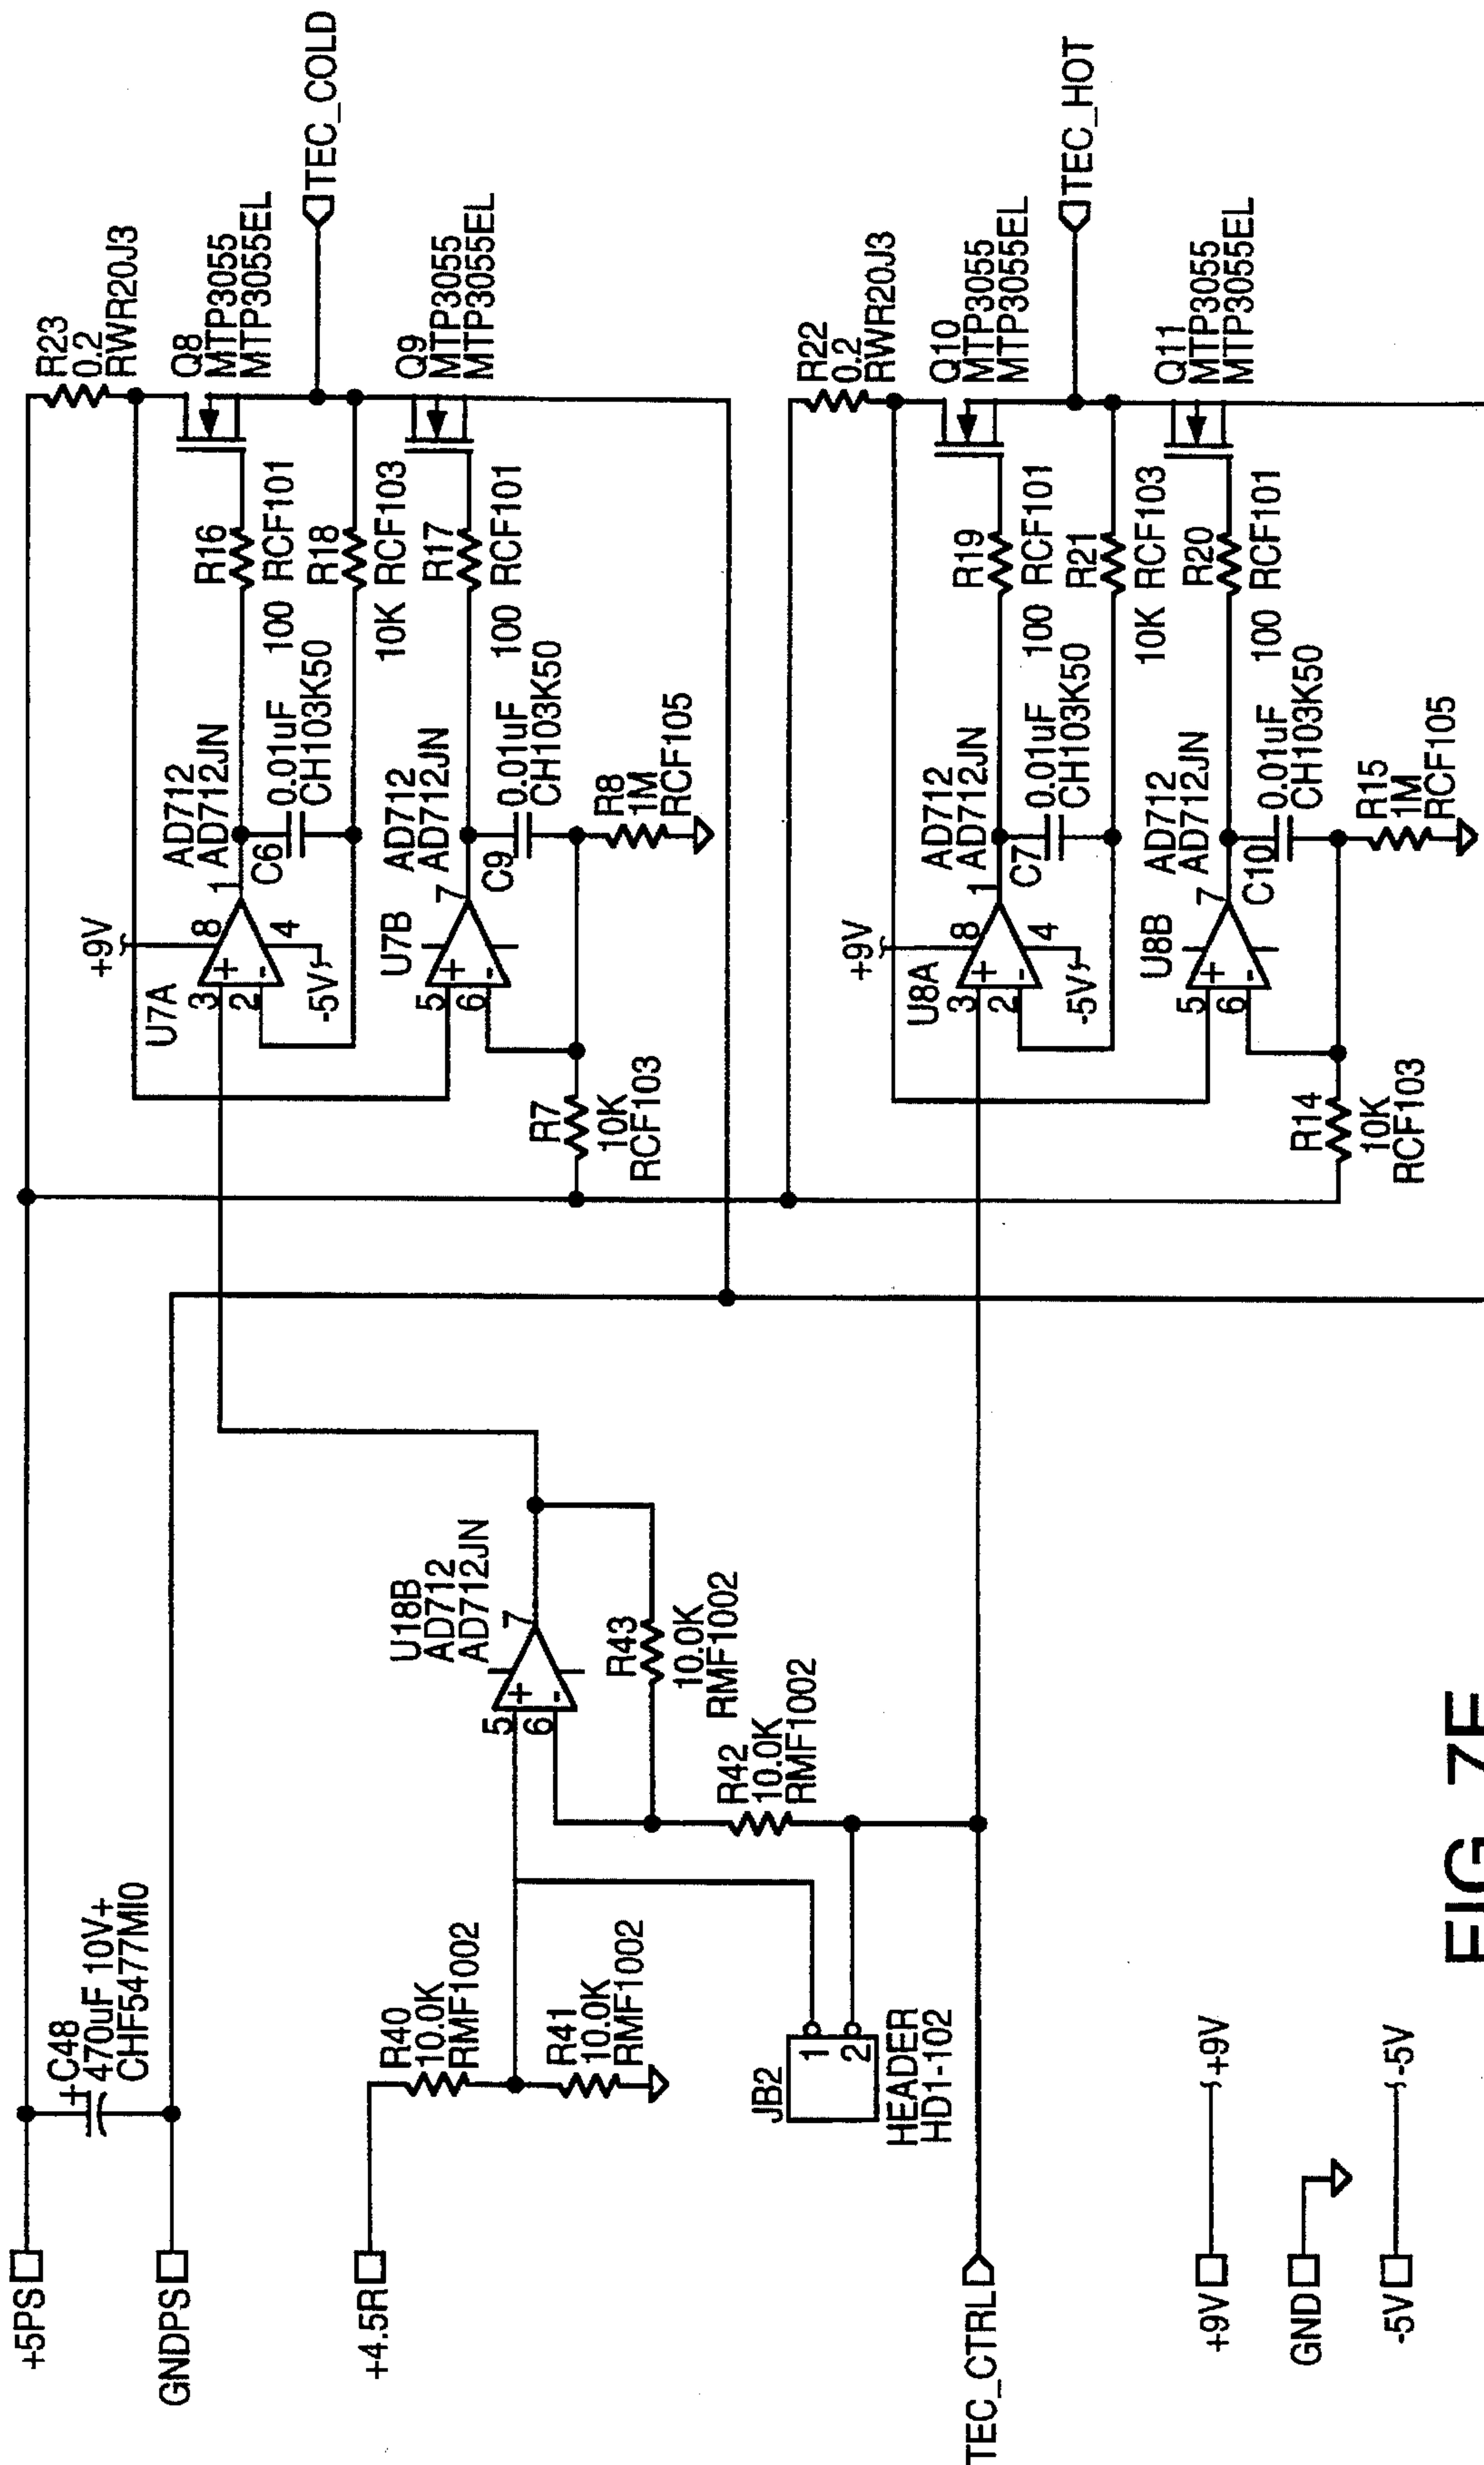 +5PS
GNDPS
+C48
470uF 10V+
CHF5477MI0
+4.5R
R40
10.0K
RMF1002
R41
10.0K
RMF1002
JB2
1
2
HEADER
HD1-102
TEC_CTRL
+9V
+9V
GND
-5V
-5V
U18B
AD712
AD712JN
5
6
+
-
7
R43
10.0K
RMF1002
R42
10.0K
RMF1002
U7A
+9V
3
2
+
-
8
4
1
-5V
AD712
AD712JN
C6
0.01uF
CH103K50
R16
100 RCF101
R18
10K RCF103
R23
0.2
RWR20J3
Q8
MTP3055
MTP3055EL
TEC_COLD
U7B
5
6
+
-
7
AD712
AD712JN
C9
0.01uF
CH103K50
R17
100 RCF101
Q9
MTP3055
MTP3055EL
R7
10K
RCF103
R8
1M
RCF105
R22
0.2
RWR20J3
U8A
+9V
3
2
+
-
8
4
1
-5V
AD712
AD712JN
C7
0.01uF
CH103K50
R19
100 RCF101
R21
10K RCF103
Q10
MTP3055
MTP3055EL
TEC_HOT
U8B
5
6
+
-
7
AD712
AD712JN
C10
0.01uF
CH103K50
R20
100 RCF101
Q11
MTP3055
MTP3055EL
R14
10K
RCF103
R15
1M
RCF105